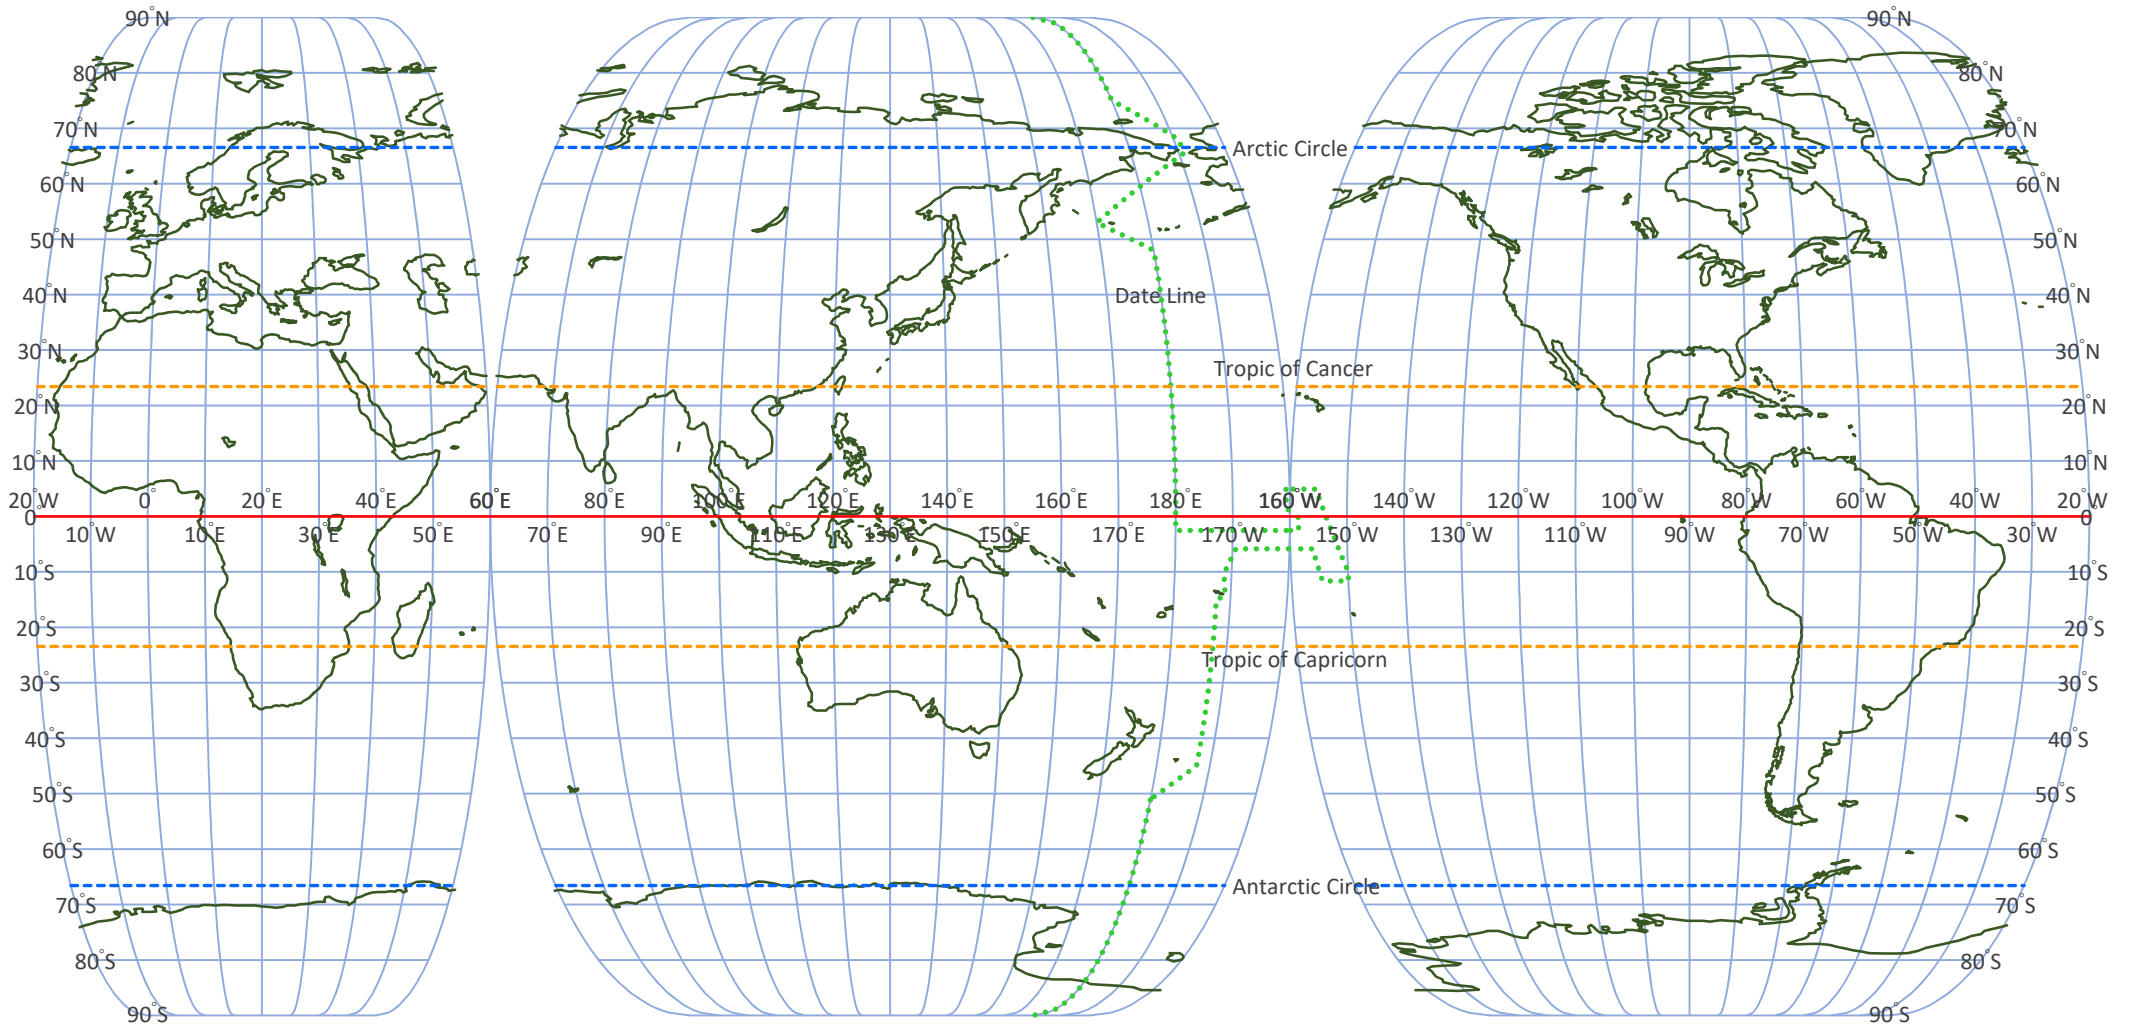 90°N 90°N
80°N 80°N
70°N 70°N
Arctic Circle
60°N 60°N
50°N 50°N
40°N Date Line 40°N
30°N 30°N
Tropic of Cancer
20°N 20°N
10°N 10°N
20°W 0° 20°E 40°E 60°E 80°E 100°E 120°E 140°E 160°E 180°E 160°W 140°W 120°W 100°W 80°W 60°W 40°W 20°W
0° 0°
10°W 10°E 30°E 50°E 70°E 90°E 110°E 130°E 150°E 170°E 170°W 150°W 130°W 110°W 90°W 70°W 50°W 30°W
10°S 10°S
20°S 20°S
Tropic of Capricorn
30°S 30°S
40°S 40°S
50°S 50°S
60°S 60°S
Antarctic Circle
70°S 70°S
80°S 80°S
90°S 90°S